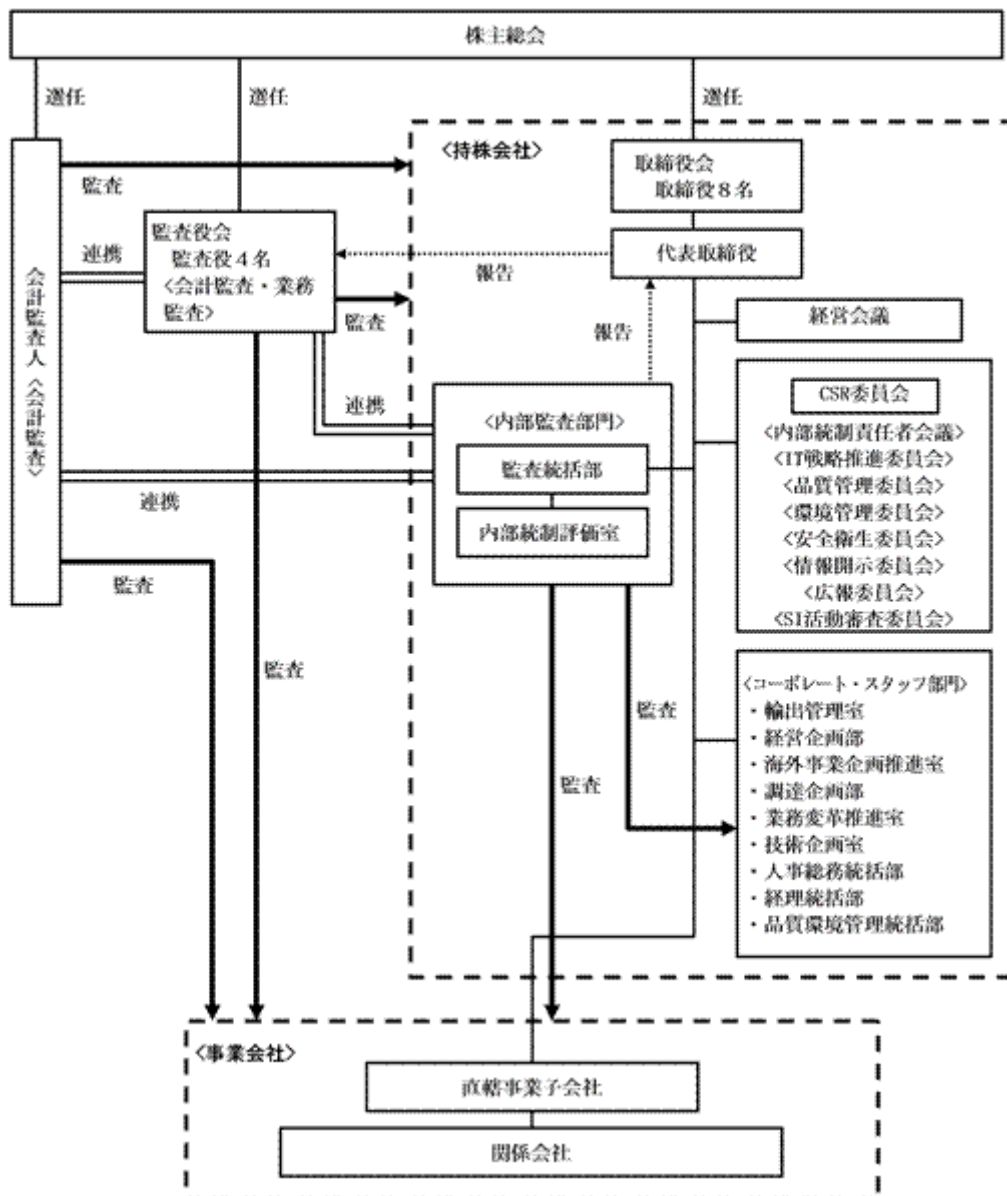 株主総会
選任
選任
選任
<持株会社>
取締役会
取締役８名
監査
監査役会
監査役４名
<会計監査・業務
監査>
連携
代表取締役
報告
監査
経営会議
報告
会計監査人<会計監査>
CSR委員会
<内部統制責任者会議>
<IT戦略推進委員会>
<品質管理委員会>
<環境管理委員会>
<安全衛生委員会>
<情報開示委員会>
<広報委員会>
<SI活動審査委員会>
連携
<内部監査部門>
監査統括部
内部統制評価室
連携
監査
監査
監査
監査
<コーポレート・スタッフ部門>
・輸出管理室
・経営企画部
・海外事業企画推進室
・調達企画部
・業務変革推進室
・技術企画室
・人事総務統括部
・経理統括部
・品質環境管理統括部
<事業会社>
直轄事業子会社
関係会社